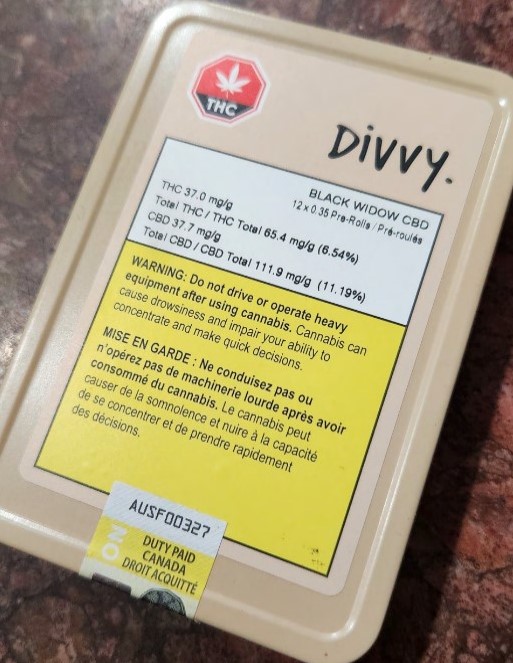 THC
Divvy.
BLACK WIDOW CBD
12 x 0.35 Pre-Rolls / Pré-roulés
THC 37.0 mg/g
Total THC / THC Total 65.4 mg/g (6.54%)
CBD 37.7 mg/g
Total CBD / CBD Total 111.9 mg/g (11.19%)
WARNING: Do not drive or operate heavy
equipment after using cannabis. Cannabis can
cause drowsiness and impair your ability to
concentrate and make quick decisions.
MISE EN GARDE : Ne conduisez pas ou
n'opérez pas de machinerie lourde après avoir
consommé du cannabis. Le cannabis peut
causer de la somnolence et nuire à la capacité
de se concentrer et de prendre rapidement
des décisions.
AUSF00327
ON
DUTY PAID
CANADA
DROIT ACQUITTÉ